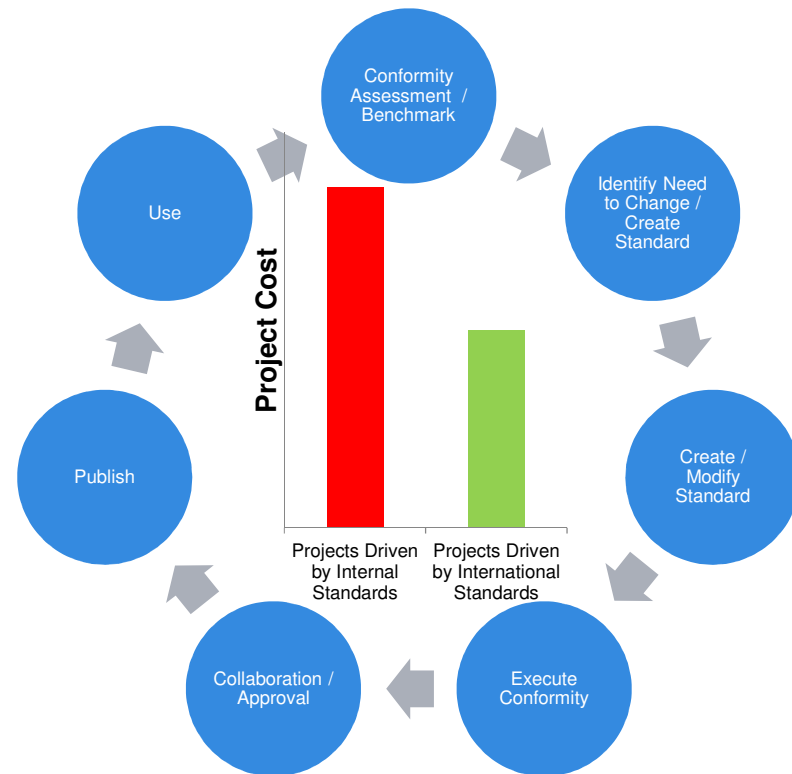 Conformity
Assessment /
Benchmark
Identify Need
to Change /
Create
Standard
Create /
Modify
Standard
Execute
Conformity
Collaboration /
Approval
Publish
Use
Project Cost
Projects Driven
by Internal
Standards
Projects Driven
by International
Standards